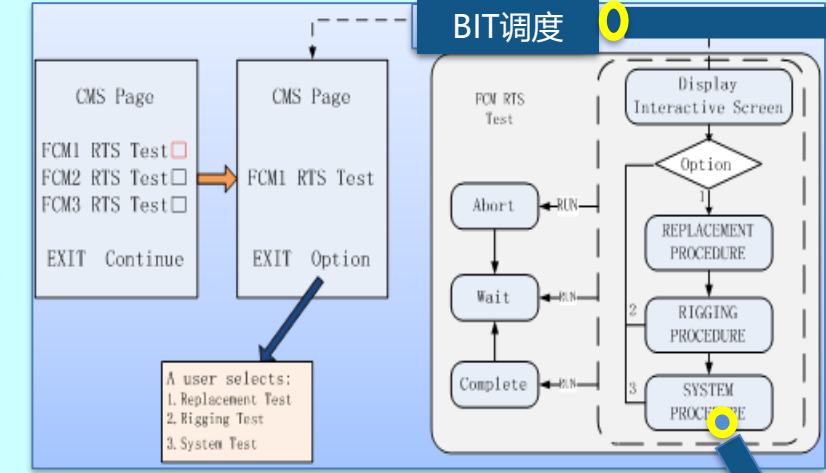 BIT调度
CMS Page
FCM1 RTS Test
FCM2 RTS Test
FCM3 RTS Test
EXIT Continue
CMS Page
FCM1 RTS Test
EXIT Option
A user selects:
1. Replacement Test
2. Rigging Test
3. System Test
FCM RTS
Test
Display
Interactive Screen
Option
1
REPLACEMENT
PROCEDURE
2
RIGGING
PROCEDURE
3
SYSTEM
Abort
RUN
Wait
RUN
Complete
RUN